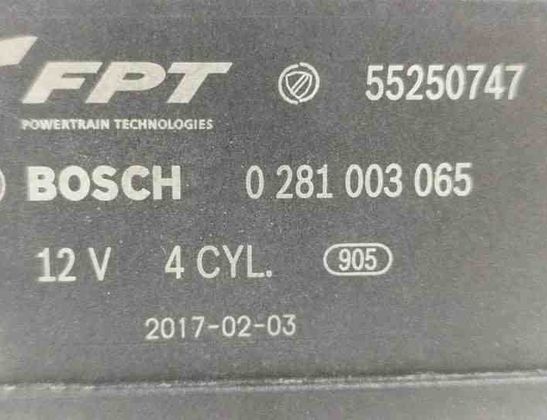 FPT 55250747
POWERTRAIN TECHNOLOGIES
BOSCH 0 281 003 065
12 V 4 CYL. 905
2017-02-03